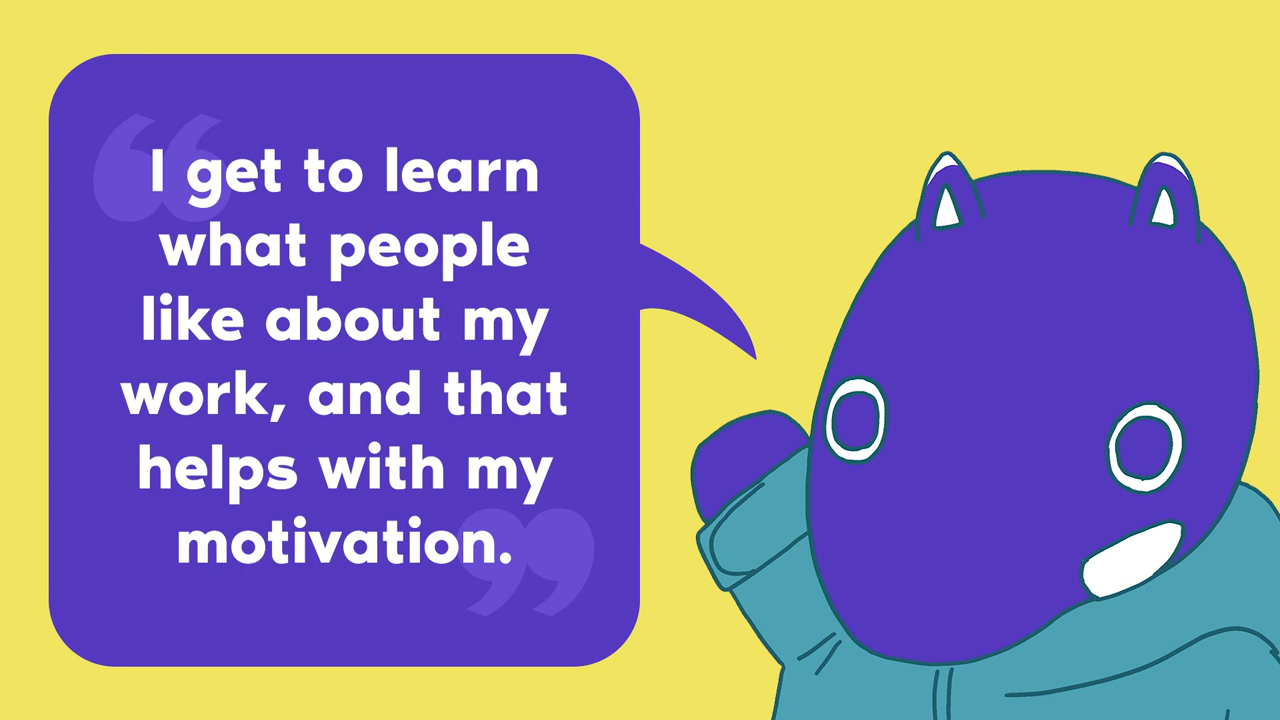 I get to learn
what people
like about my
work, and that
helps with my
motivation.